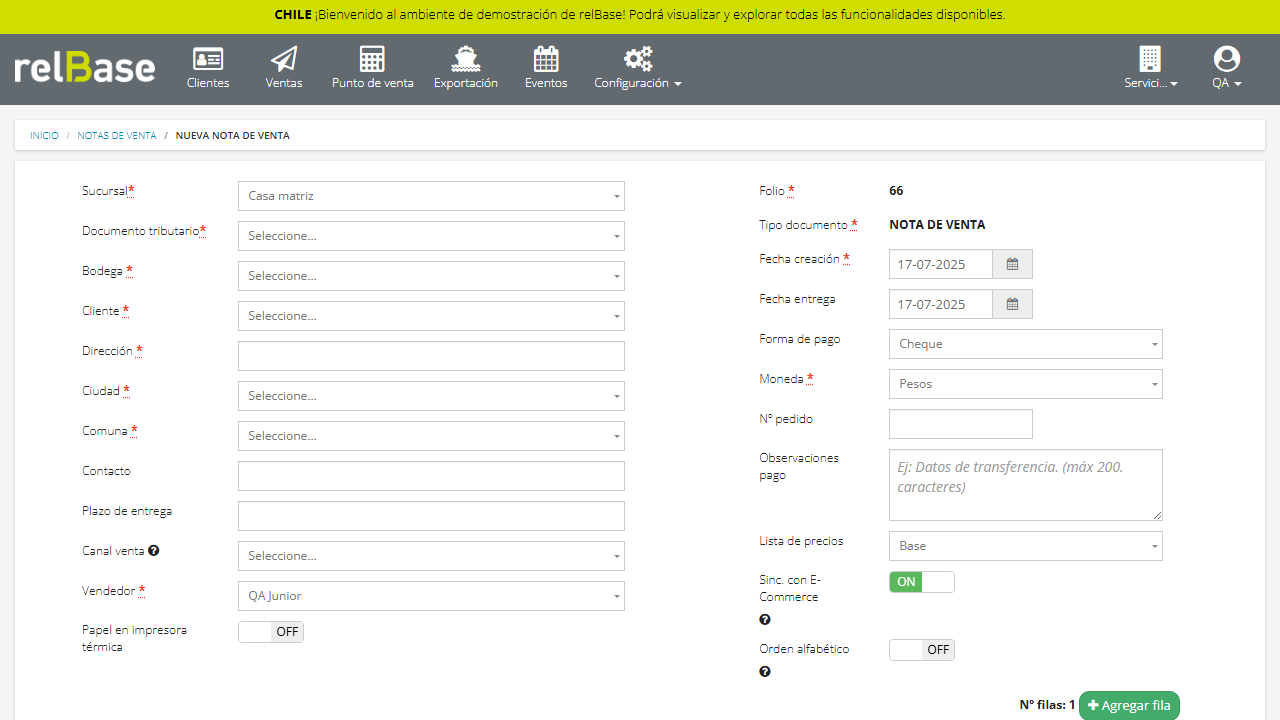 CHILE ¡Bienvenido al ambiente de demostración de relBase! Podrá visualizar y explorar todas las funcionalidades disponibles.
relBase
Clientes
Ventas
Punto de venta
Exportación
Eventos
Configuración
Servici...
QA
INICIO / NOTAS DE VENTA / NUEVA NOTA DE VENTA
Sucursal* Casa matriz
Documento tributario* Seleccione...
Bodega * Seleccione...
Cliente * Seleccione...
Dirección *
Ciudad * Seleccione...
Comuna * Seleccione...
Contacto
Plazo de entrega
Canal venta ? Seleccione...
Vendedor * QA Junior
Papel en impresora
térmica
OFF
Folio * 66
Tipo documento * NOTA DE VENTA
Fecha creación * 17-07-2025
Fecha entrega 17-07-2025
Forma de pago Cheque
Moneda * Pesos
Nº pedido
Observaciones
pago
Ej: Datos de transferencia. (máx 200.
caracteres)
Lista de precios Base
Sinc. con E-
Commerce
?
ON
Orden alfabético
?
OFF
Nº filas: 1 + Agregar fila